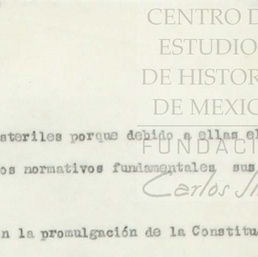 CENTRO D
ESTUDIO
DE HISTOR
DE MEXIC
FUNDACI
Carlos
steriles porque debido a ellas el
os normativos fundamentales sus
n la promulgación de la Constitu